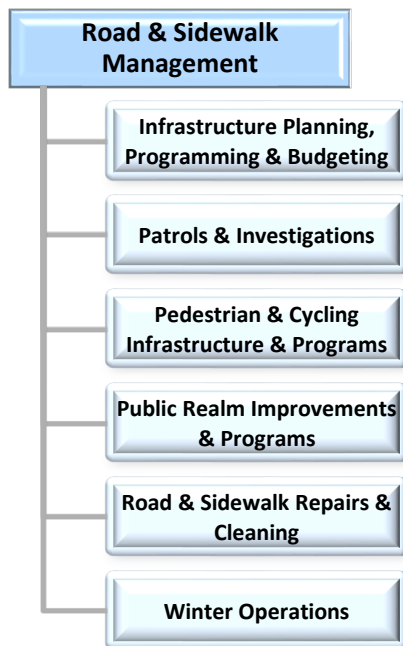 Road & Sidewalk
Management
Infrastructure Planning,
Programming & Budgeting
Patrols & Investigations
Pedestrian & Cycling
Infrastructure & Programs
Public Realm Improvements
& Programs
Road & Sidewalk Repairs &
Cleaning
Winter Operations